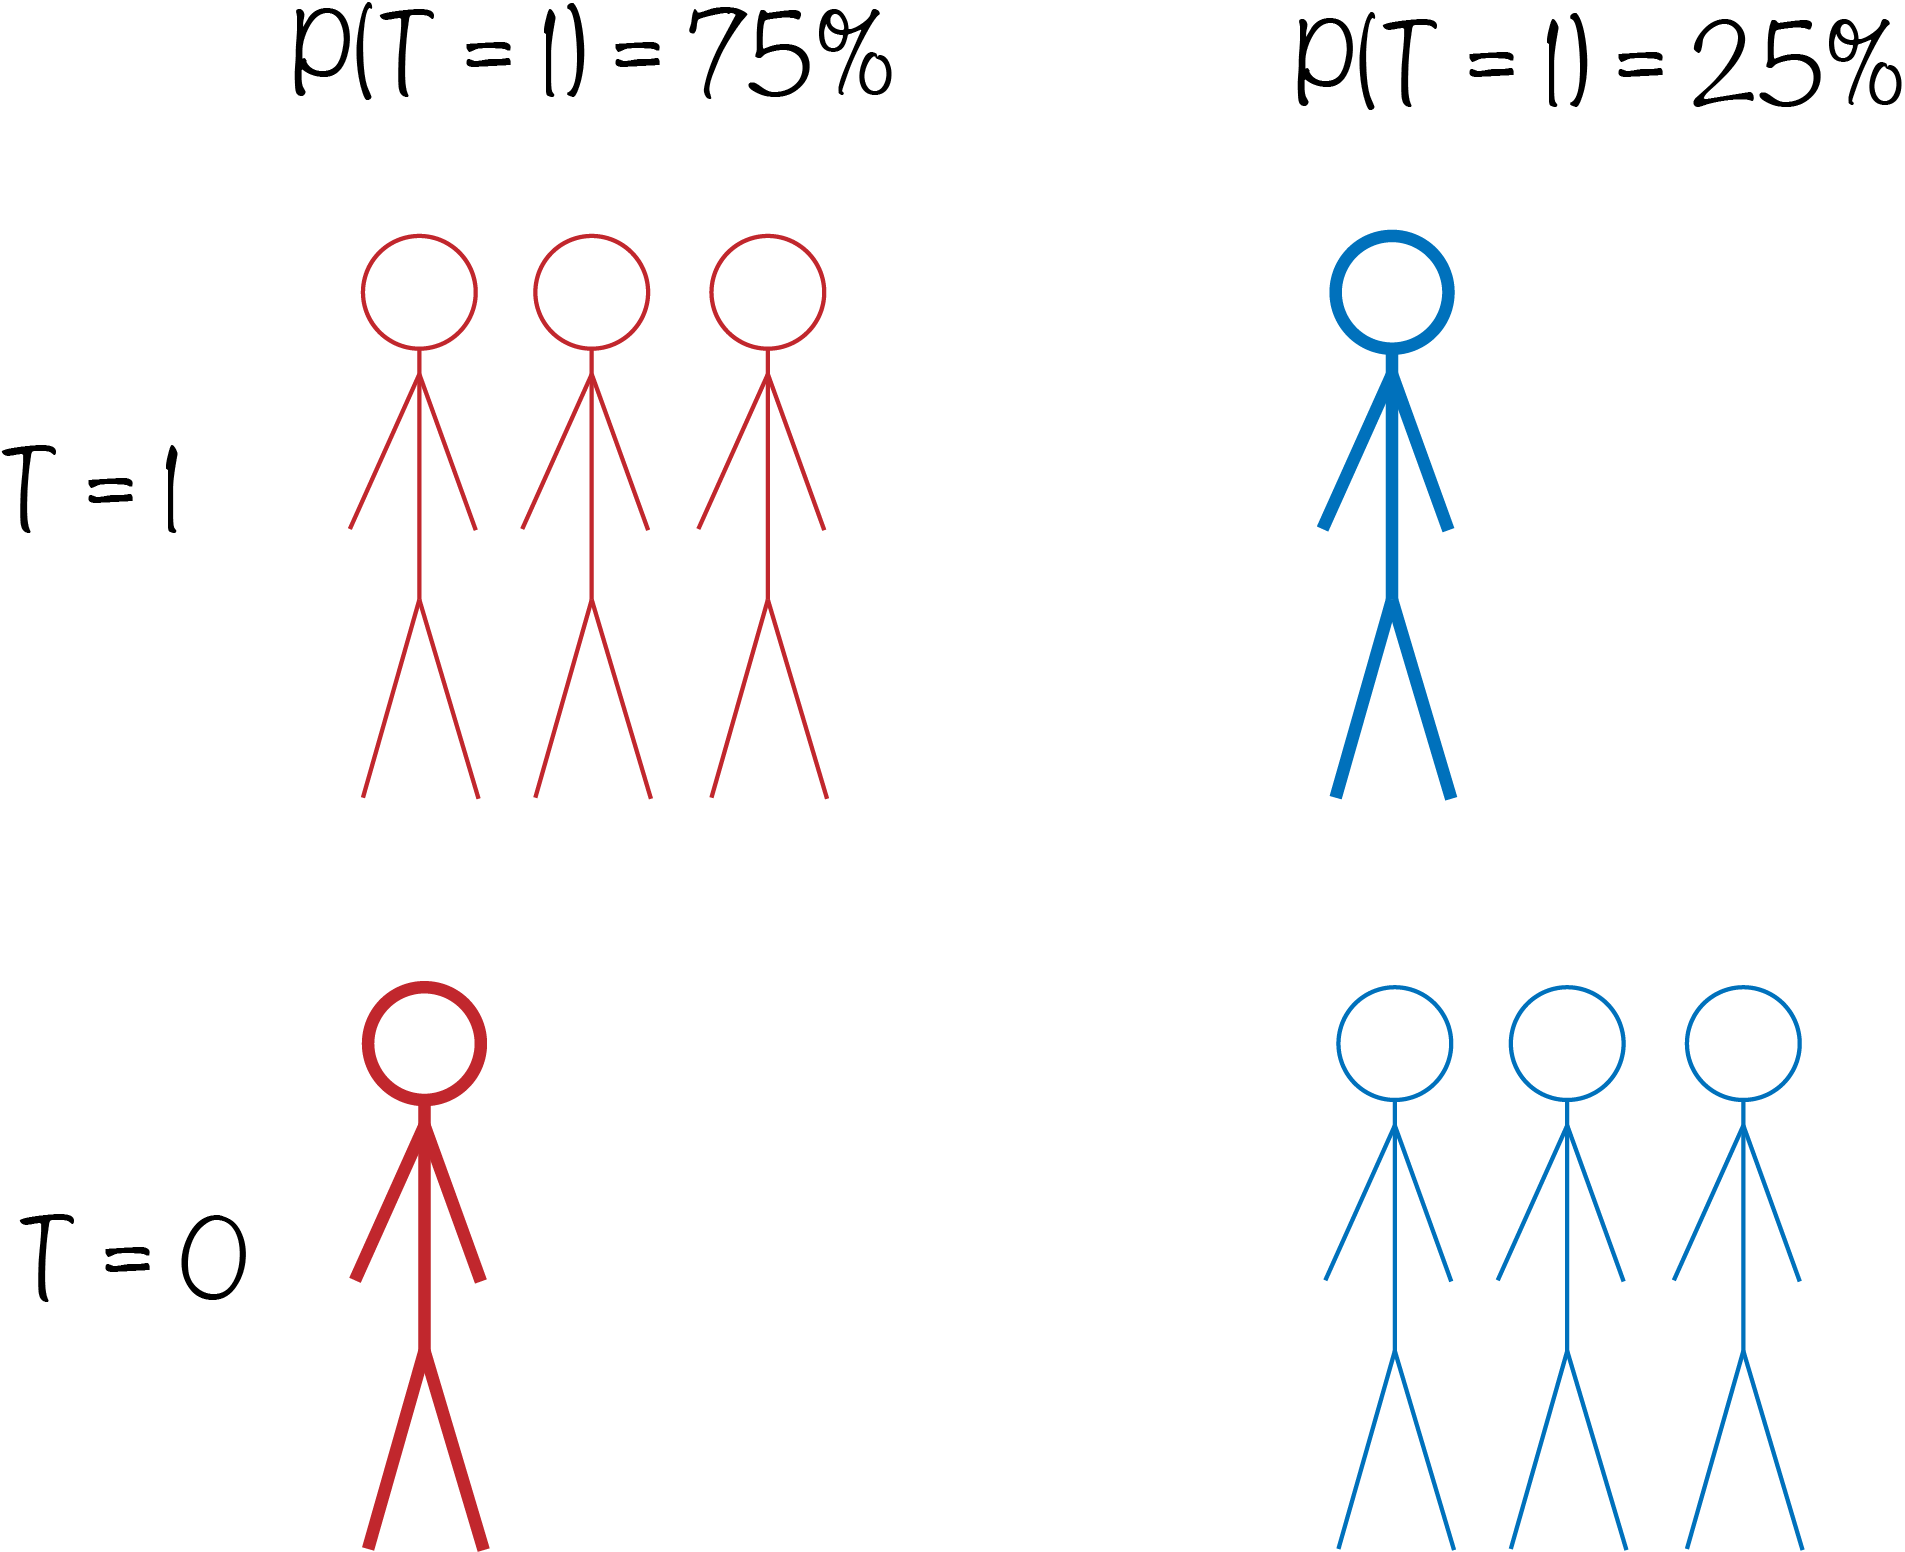 P(T = 1) = 75%
P(T = 1) = 25%
T = 1
T = 0